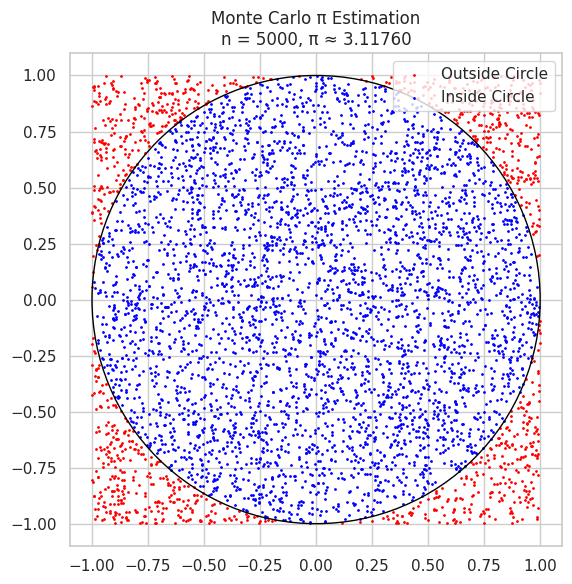 Monte Carlo π Estimation
n = 5000, π ≈ 3.11760
Outside Circle
Inside Circle
1.00
0.75
0.50
0.25
0.00
−0.25
−0.50
−0.75
−1.00
−1.00 −0.75 −0.50 −0.25 0.00 0.25 0.50 0.75 1.00